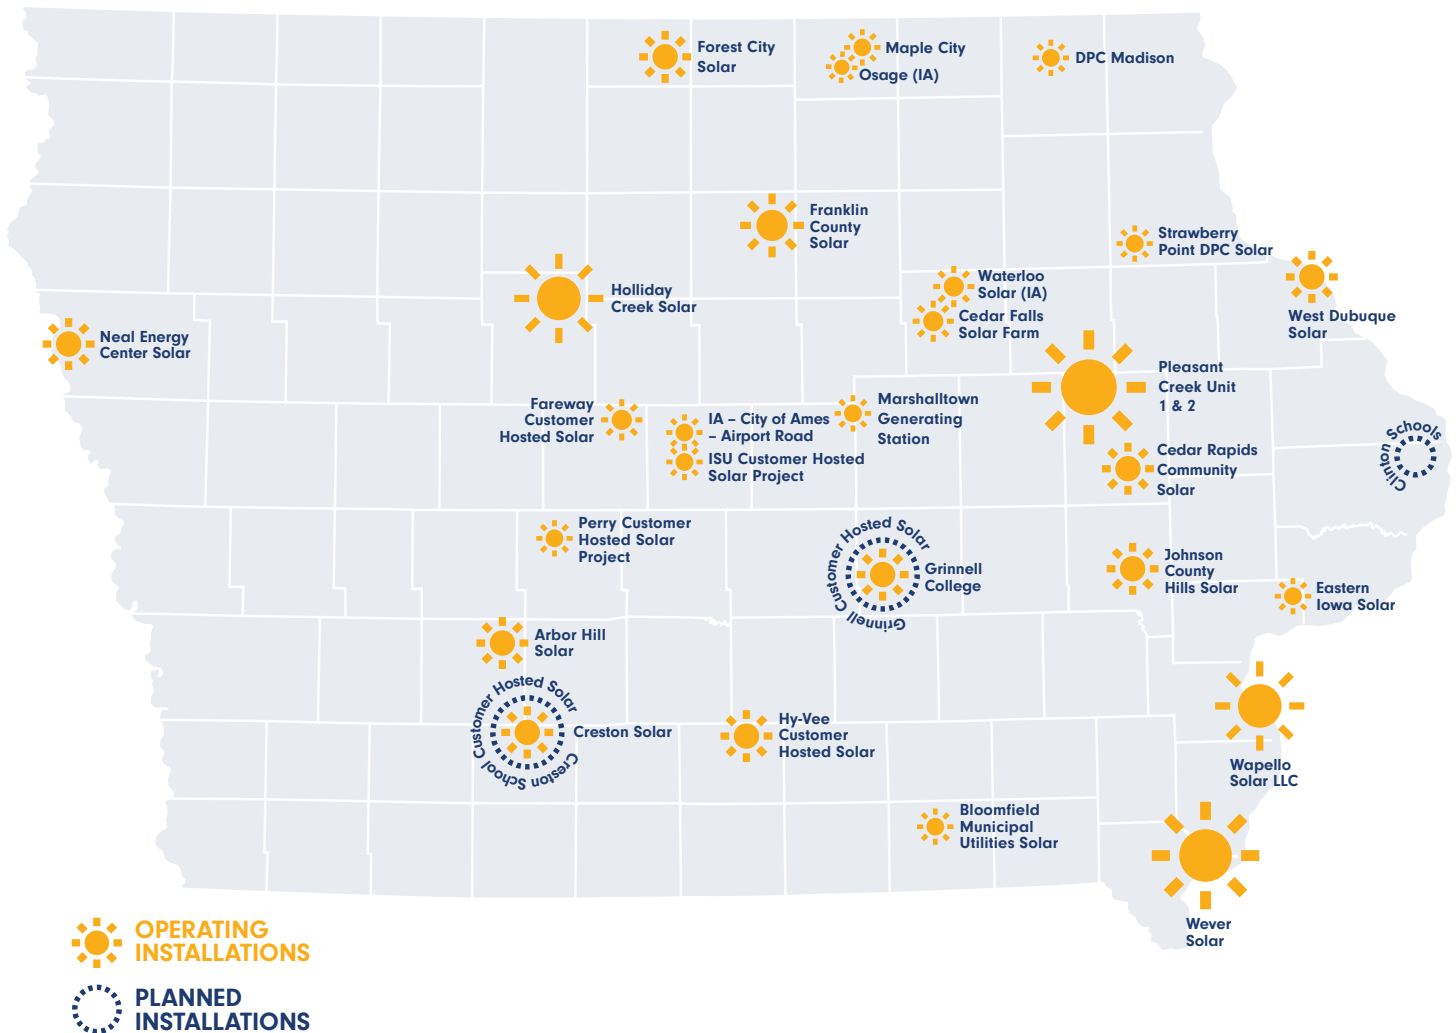 Forest City
Solar
Maple City
Osage (IA)
DPC Madison
Franklin
County
Solar
Strawberry
Point DPC Solar
Holliday
Creek Solar
Waterloo
Solar (IA)
Cedar Falls
Solar Farm
West Dubuque
Solar
Neal Energy
Center Solar
Pleasant
Creek Unit
1 & 2
Fareway
Customer
Hosted Solar
IA – City of Ames
– Airport Road
ISU Customer Hosted
Solar Project
Marshalltown
Generating
Station
Cedar Rapids
Community
Solar
Clinton Schools
Perry Customer
Hosted Solar
Project
Grinnell Customer Hosted Solar
Grinnell
College
Johnson
County
Hills Solar
Eastern
Iowa Solar
Arbor Hill
Solar
Creston School Customer Hosted Solar
Creston Solar
Hy-Vee
Customer
Hosted Solar
Wapello
Solar LLC
Bloomfield
Municipal
Utilities Solar
Wever
Solar
OPERATING
INSTALLATIONS
PLANNED
INSTALLATIONS